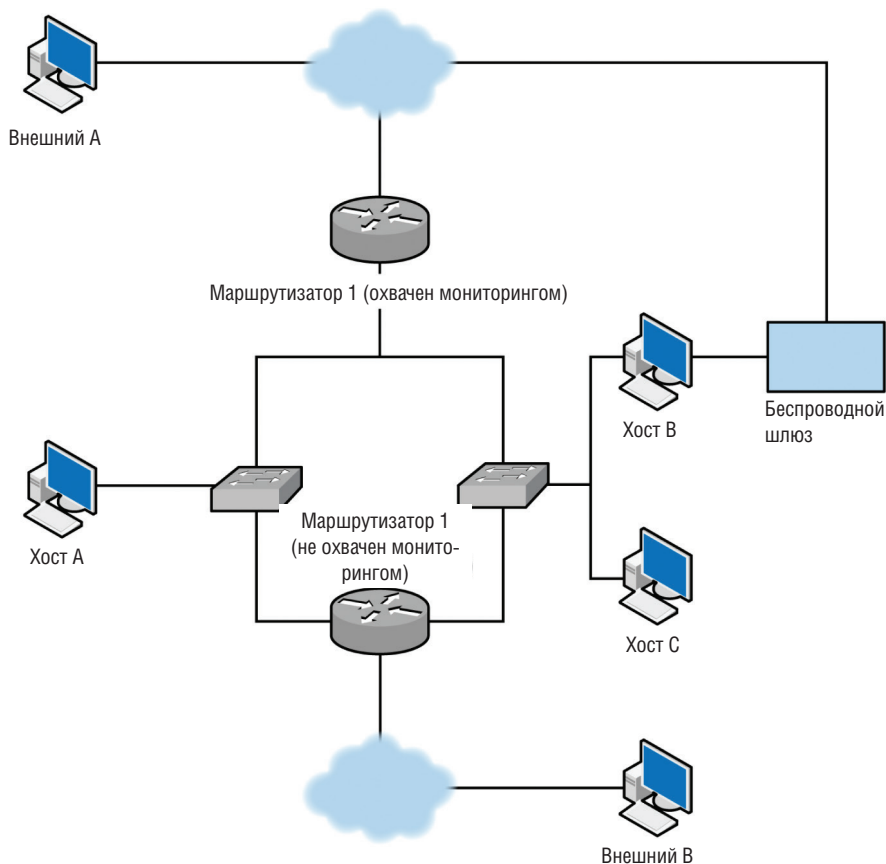 Внешний А
Маршрутизатор 1 (охвачен мониторингом)
Хост В
Беспроводной
шлюз
Хост А
Маршрутизатор 1
(не охвачен монито-
рингом)
Хост С
Внешний В